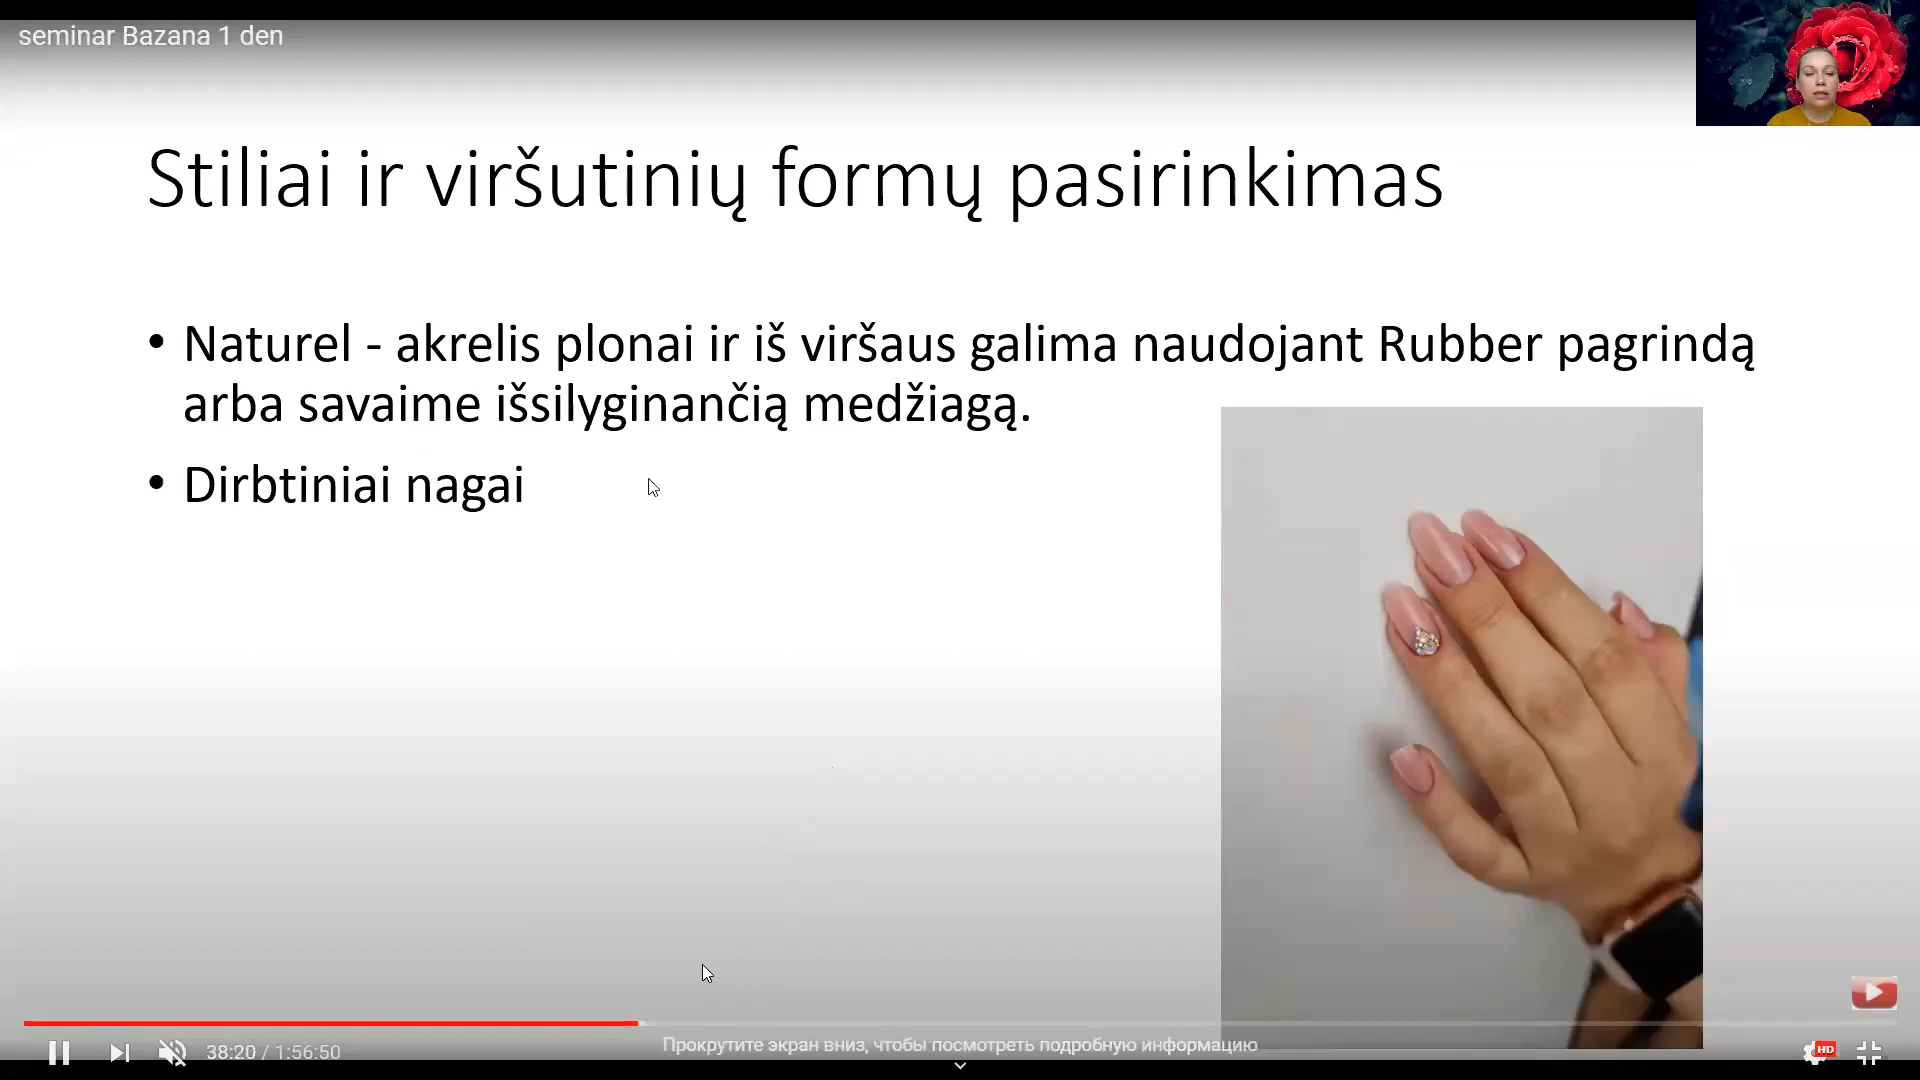 seminar Bazana 1 den
Stiliai ir viršutinių formų pasirinkimas
• Naturel - akrelis plonai ir iš viršaus galima naudojant Rubber pagrindą
arba savaime išsilyginančią medžiagą.
• Dirbtiniai nagai
38:20 / 1:56:50
Прокрутите экран вниз, чтобы посмотреть подробную информацию
HD